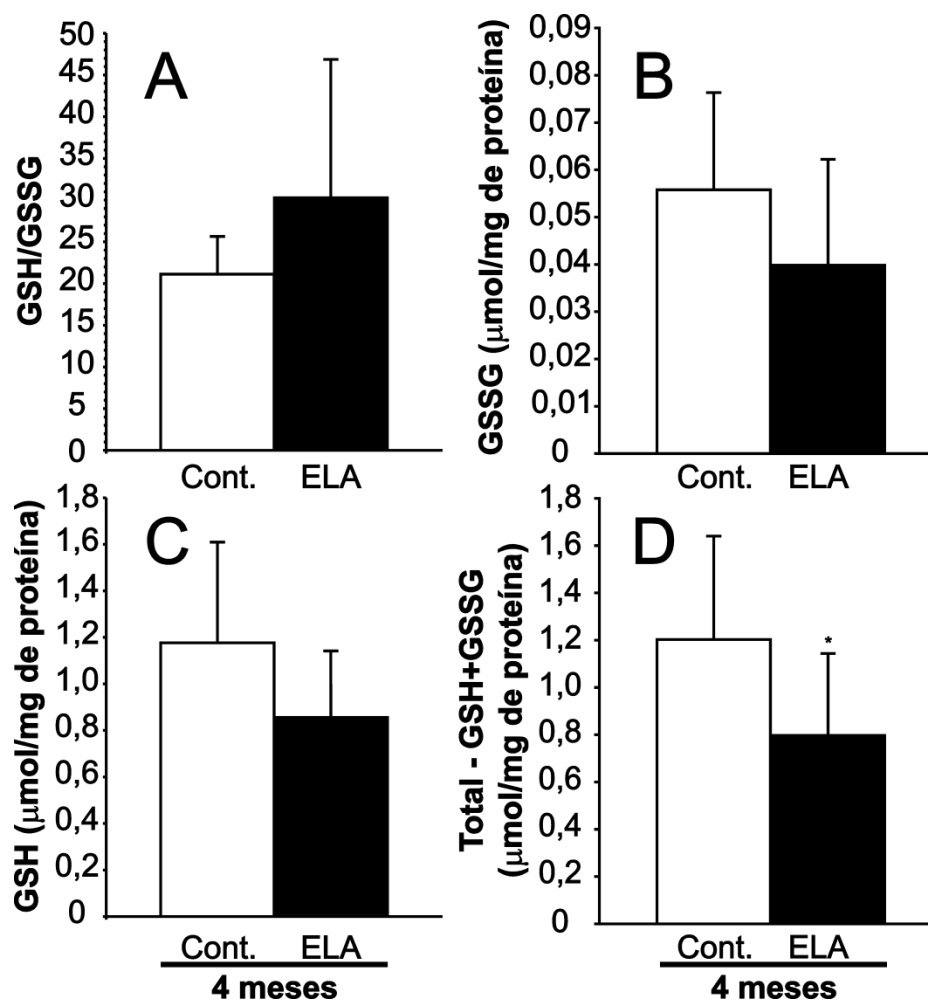 A
GSH/GSSG
50
45
40
35
30
25
20
15
10
5
0
Cont. ELA
B
GSSG (μmol/mg de proteína)
0,09
0,08
0,07
0,06
0,05
0,04
0,03
0,02
0,01
0
Cont. ELA
C
GSH (μmol/mg de proteína)
1,8
1,6
1,4
1,2
1,0
0,8
0,6
0,4
0,2
0
Cont. ELA
4 meses
D
Total - GSH+GSSG
(μmol/mg de proteína)
1,8
1,6
1,4
1,2
1,0
0,8
0,6
0,4
0,2
0
*
Cont. ELA
4 meses